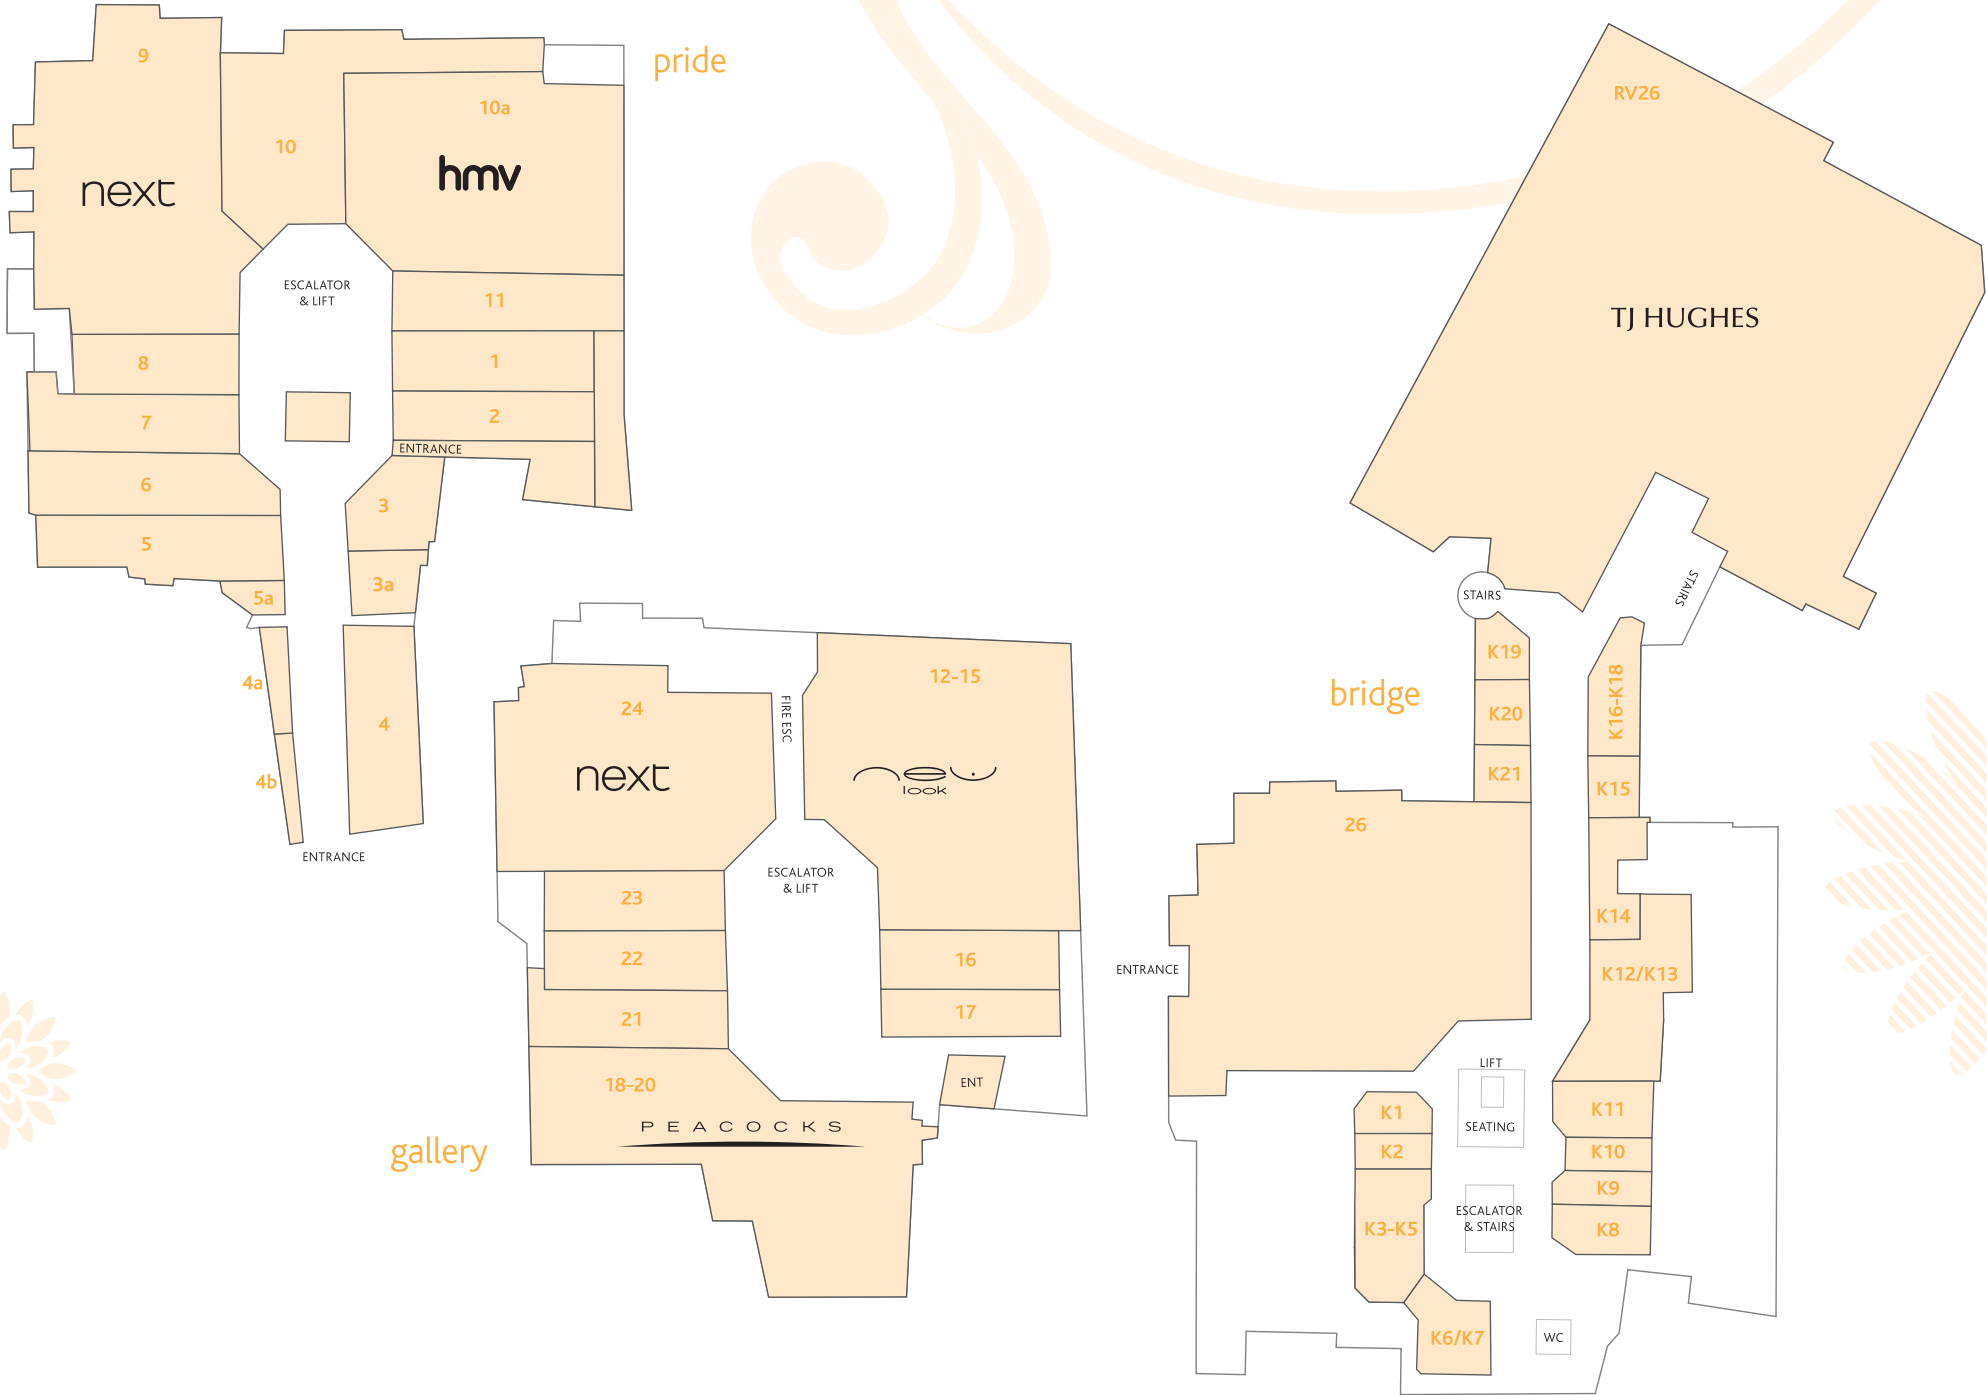 pride
9
next
10
10a
hmv
ESCALATOR
& LIFT
11
8
1
7
2
ENTRANCE
6
3
5
3a
5a
4a
4
4b
ENTRANCE
gallery
24
next
FIRE ESC
12-15
new
look
ESCALATOR
& LIFT
23
22
16
21
17
18-20
ENT
PEACOCKS
bridge
RV26
TJ HUGHES
STAIRS
STAIRS
K19
K16-K18
K20
K21
K15
26
K14
ENTRANCE
K12/K13
LIFT
K1
K11
SEATING
K2
K10
K9
ESCALATOR
& STAIRS
K3-K5
K8
K6/K7
WC